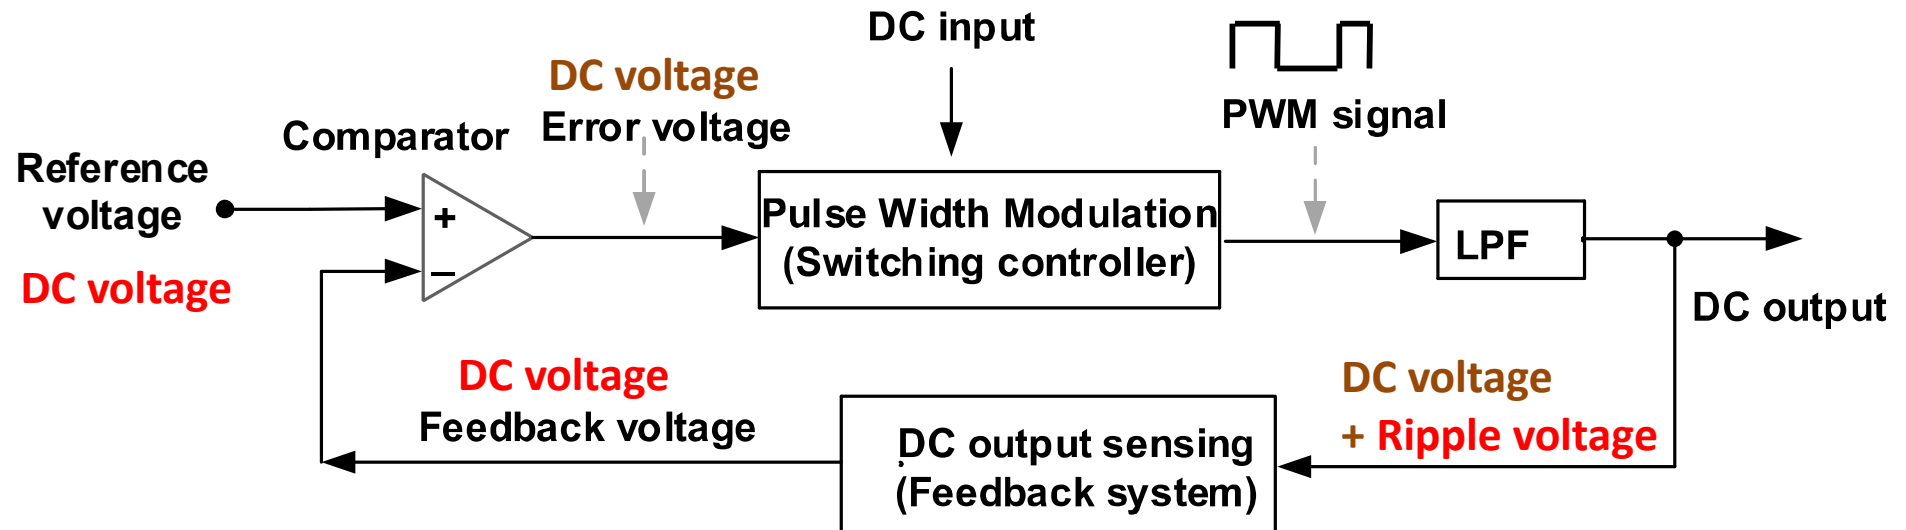 DC input
DC voltage
Error voltage
PWM signal
Comparator
Reference
voltage
+
–
DC voltage
Pulse Width Modulation
(Switching controller)
LPF
DC output
DC voltage
Feedback voltage
DC output sensing
(Feedback system)
DC voltage
+ Ripple voltage